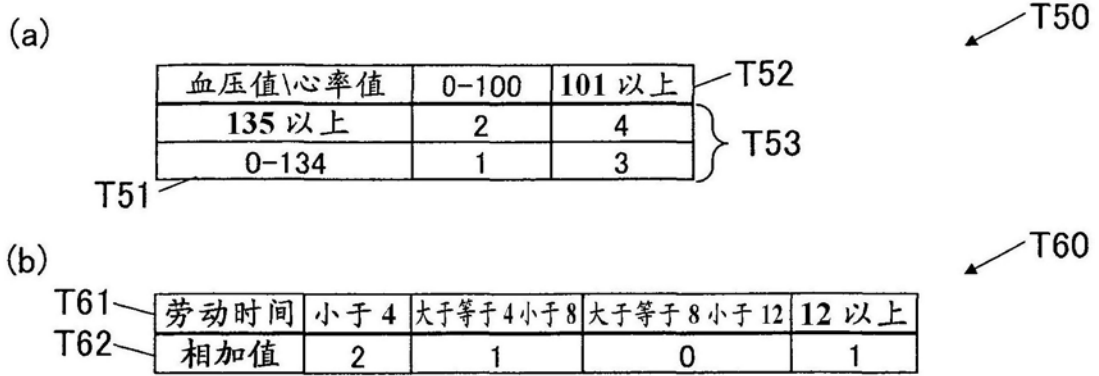 (a)
T50
血压值\心率值 0-100 101 以上 T52
135 以上 2 4
T53
0-134 1 3
T51
(b)
T60
T61 劳动时间 小于 4 大于等于 4 小于 8 大于等于 8 小于 12 12 以上
T62 相加值 2 1 0 1